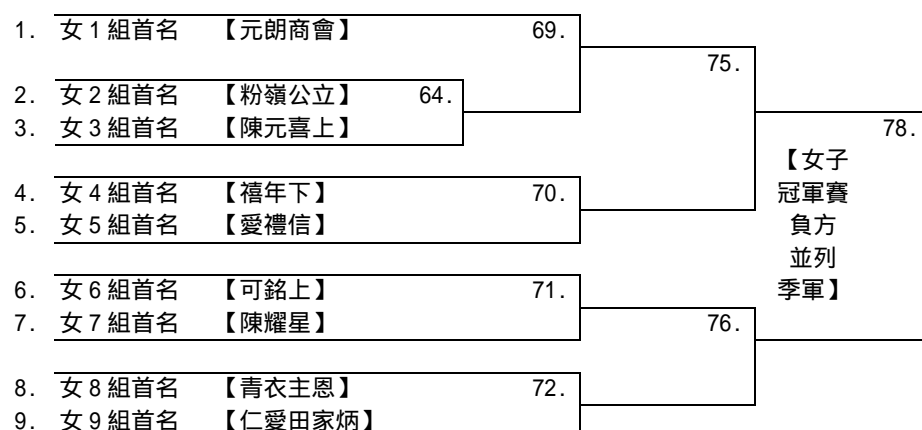 1. 女1組首名 【元朗商會】 69.
75.
2. 女2組首名 【粉嶺公立】 64.
3. 女3組首名 【陳元喜上】 78.
【女子
4. 女4組首名 【禧年下】 70. 冠軍賽
5. 女5組首名 【愛禮信】 負方
並列
6. 女6組首名 【可銘上】 71. 季軍】
7. 女7組首名 【陳耀星】 76.
8. 女8組首名 【青衣主恩】 72.
9. 女9組首名 【仁愛田家炳】